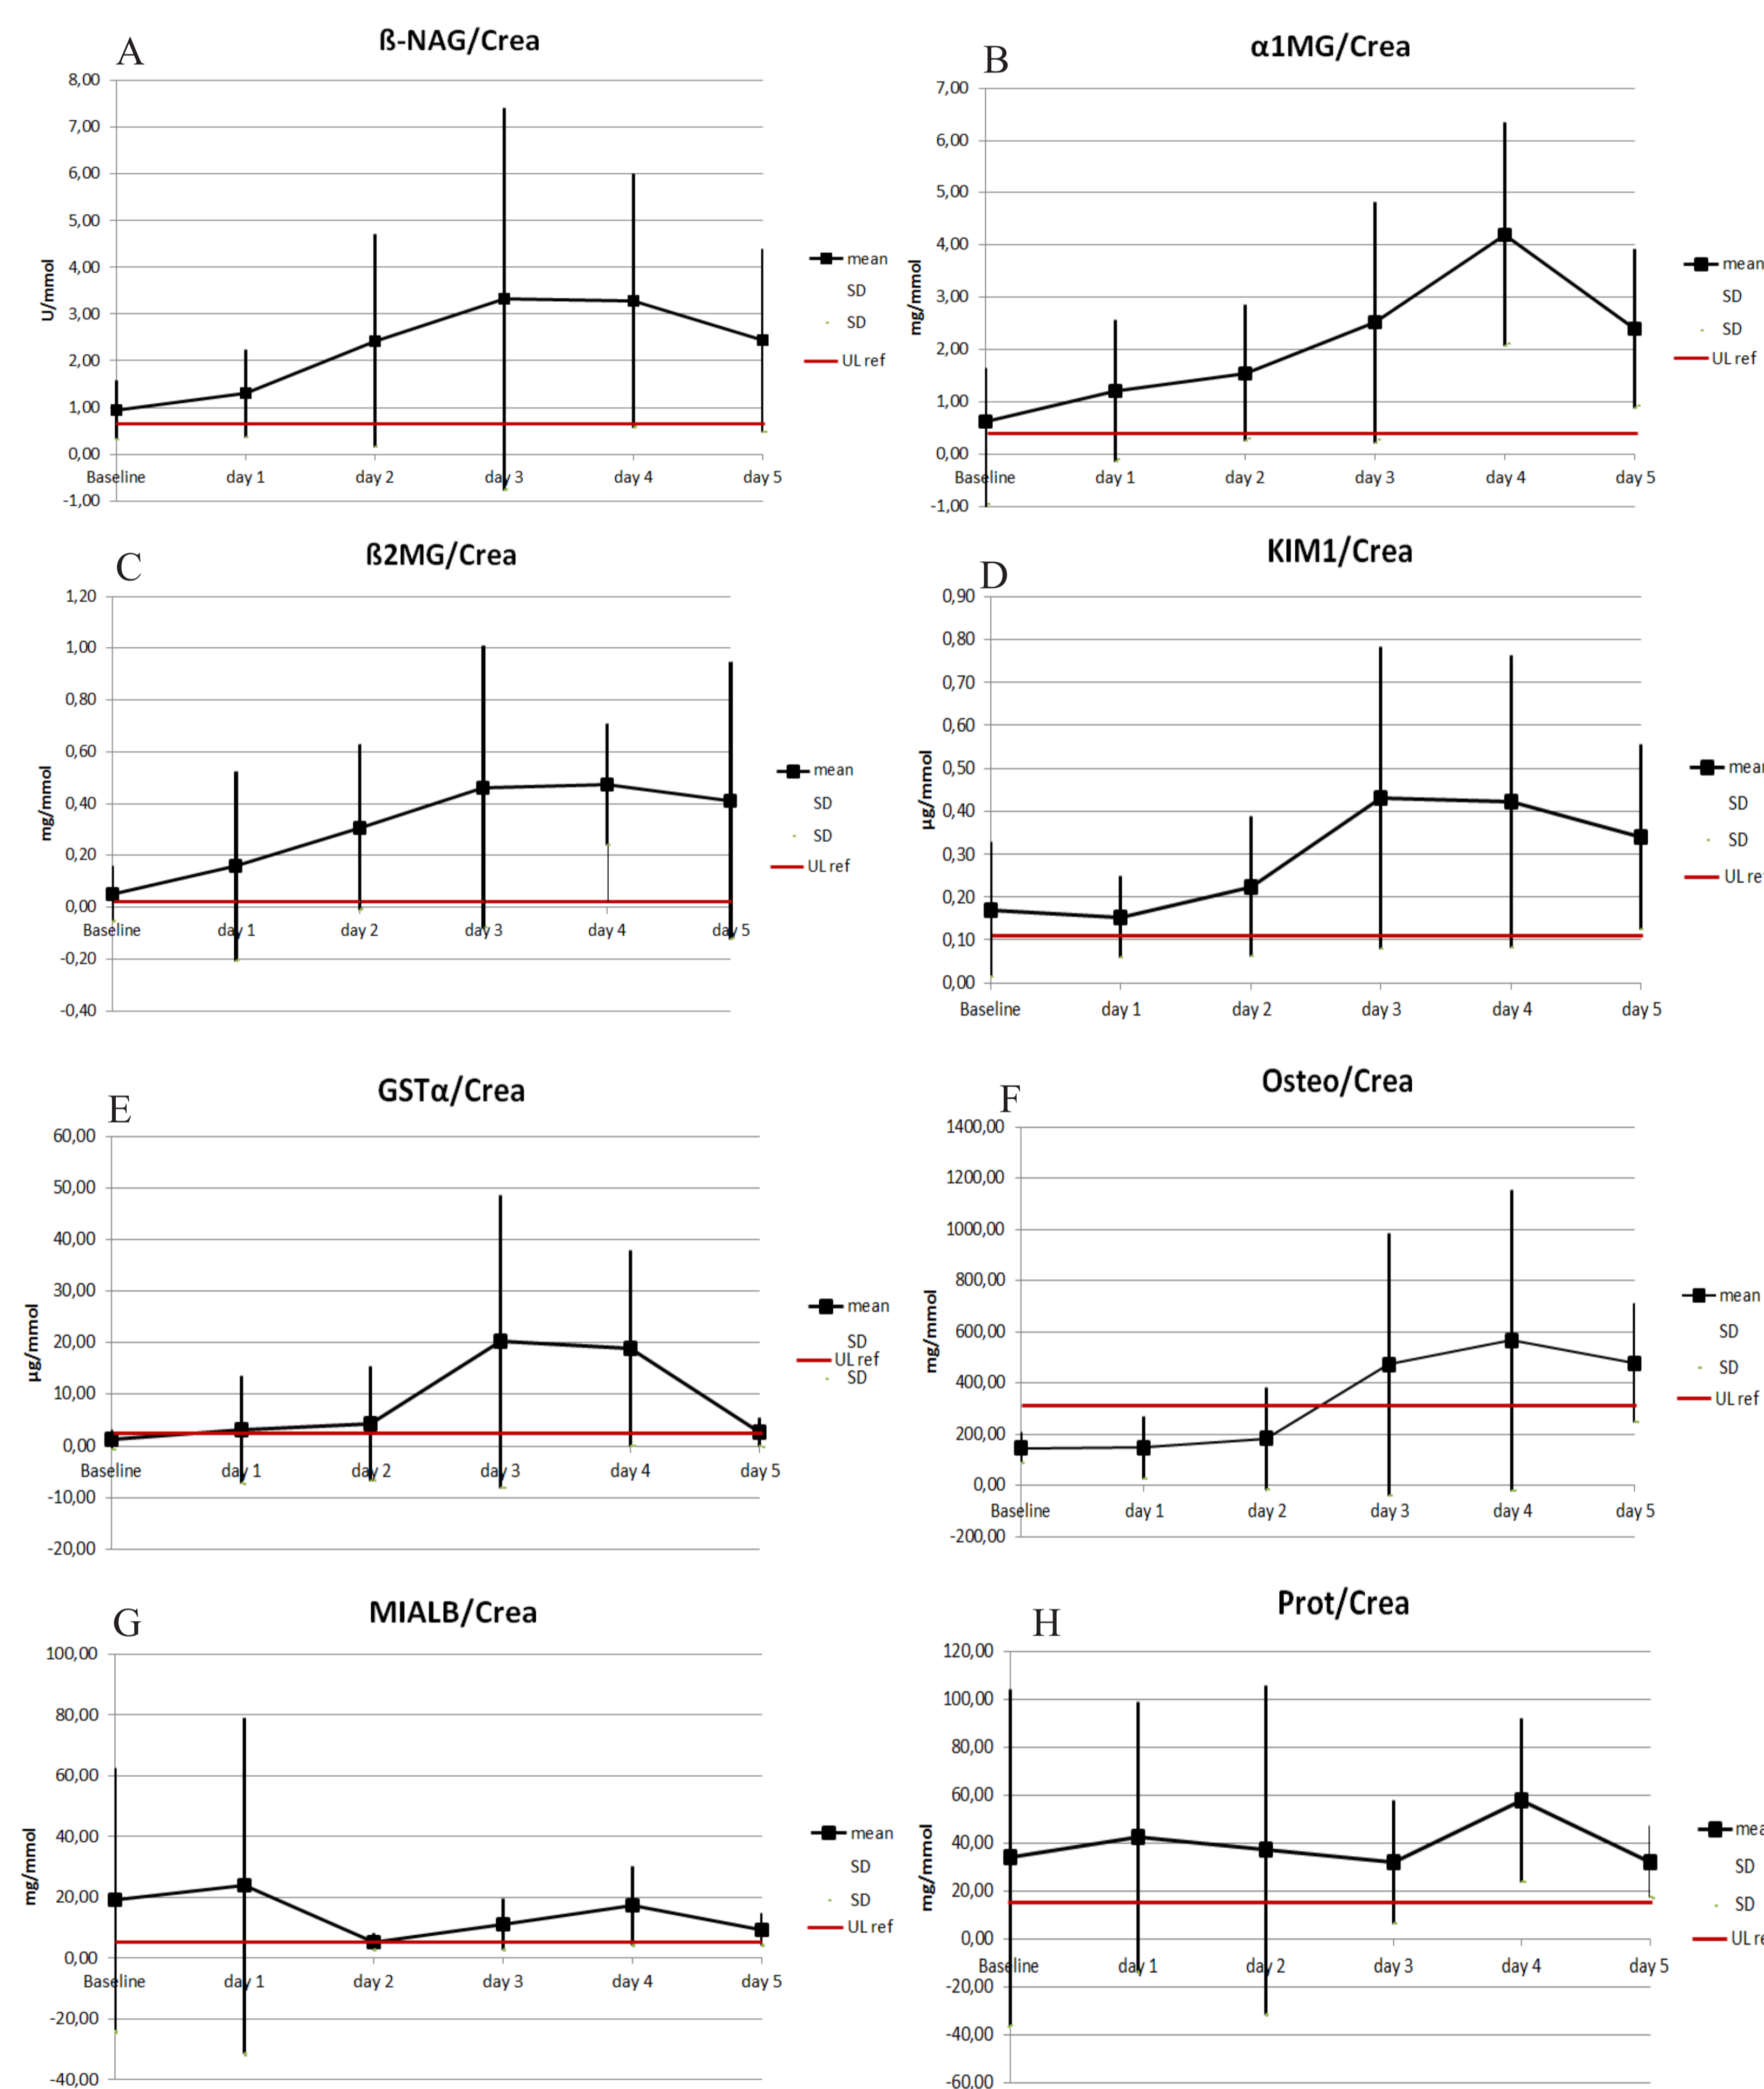 A
ß-NAG/Crea
8,00
7,00
6,00
5,00
4,00
3,00
2,00
1,00
0,00
-1,00
U/mmol
Baseline day 1 day 2 day 3 day 4 day 5
mean
SD
SD
UL ref
B
α1MG/Crea
7,00
6,00
5,00
4,00
3,00
2,00
1,00
0,00
-1,00
mg/mmol
Baseline day 1 day 2 day 3 day 4 day 5
mean
SD
SD
UL ref
C
ß2MG/Crea
1,20
1,00
0,80
0,60
0,40
0,20
0,00
-0,20
-0,40
mg/mmol
Baseline day 1 day 2 day 3 day 4 day 5
mean
SD
SD
UL ref
D
KIM1/Crea
0,90
0,80
0,70
0,60
0,50
0,40
0,30
0,20
0,10
0,00
µg/mmol
Baseline day 1 day 2 day 3 day 4 day 5
mean
SD
SD
UL ref
E
GSTα/Crea
60,00
50,00
40,00
30,00
20,00
10,00
0,00
-10,00
-20,00
µg/mmol
Baseline day 1 day 2 day 3 day 4 day 5
mean
SD
UL ref
SD
F
Osteo/Crea
1400,00
1200,00
1000,00
800,00
600,00
400,00
200,00
0,00
-200,00
mg/mmol
Baseline day 1 day 2 day 3 day 4 day 5
mean
SD
SD
UL ref
G
MIALB/Crea
100,00
80,00
60,00
40,00
20,00
0,00
-20,00
-40,00
mg/mmol
Baseline day 1 day 2 day 3 day 4 day 5
mean
SD
SD
UL ref
H
Prot/Crea
120,00
100,00
80,00
60,00
40,00
20,00
0,00
-20,00
-40,00
-60,00
mg/mmol
Baseline day 1 day 2 day 3 day 4 day 5
mea
SD
SD
UL re